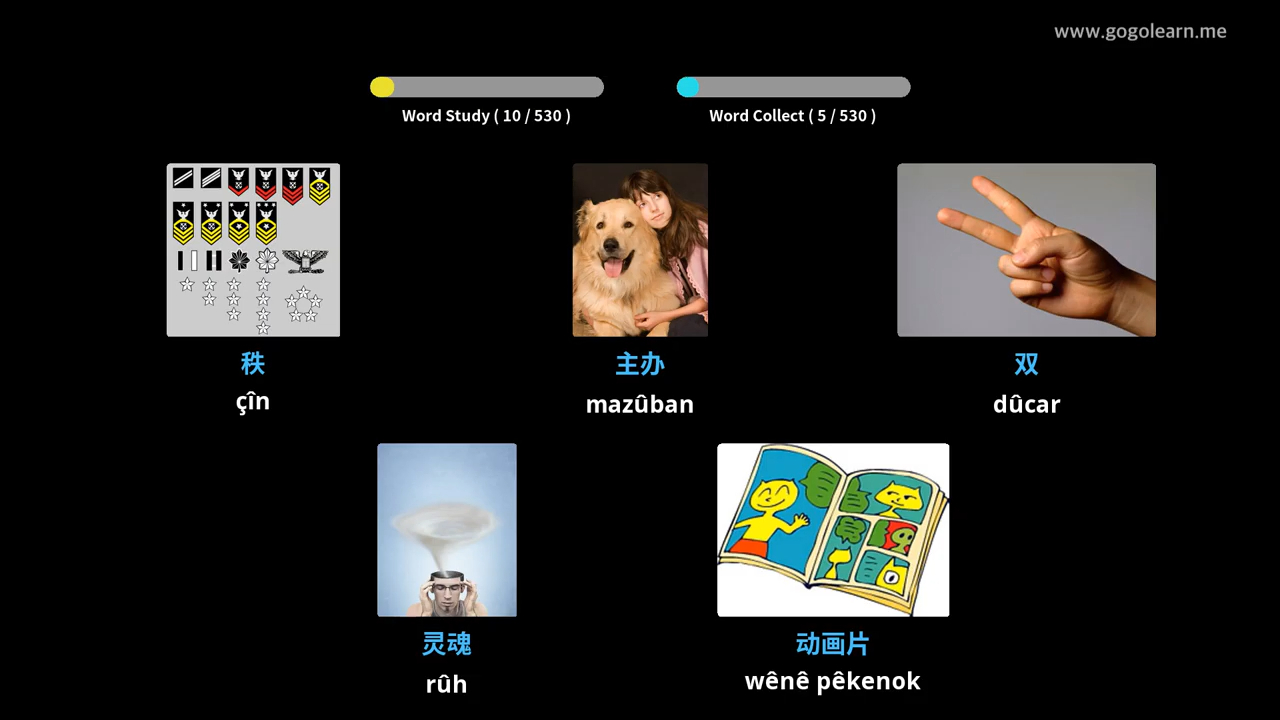 www.gogolearn.me
Word Study ( 10 / 530 )
Word Collect ( 5 / 530 )
秩
çîn
主办
mazûban
双
dûcar
灵魂
rûh
动画片
wênê pêkenok